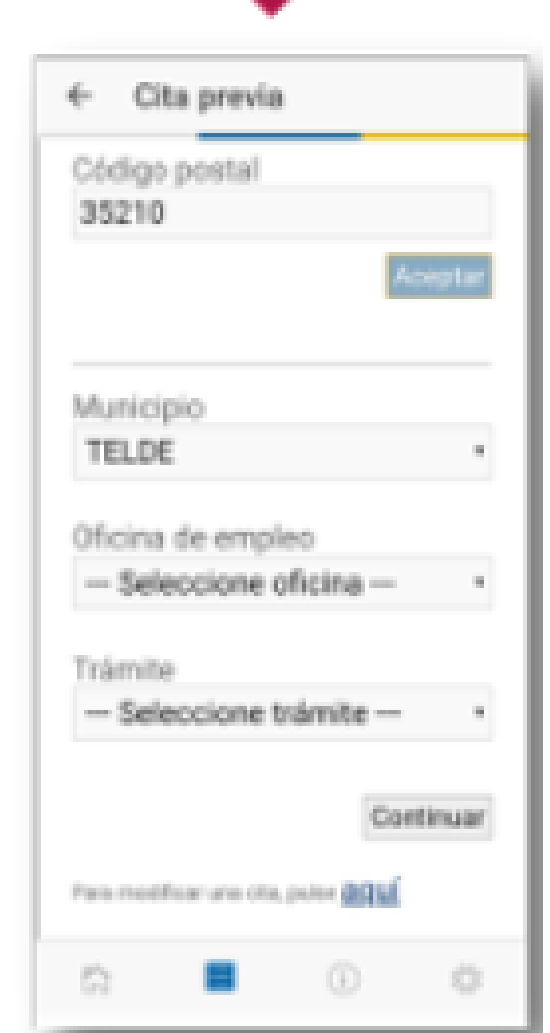 Cita previa
Código postal
35210
Aceptar
Municipio
TELDE
Oficina de empleo
--- Seleccione oficina ---
Trámite
--- Seleccione trámite ---
Continuar
Para modificar una cita, pulse aquí